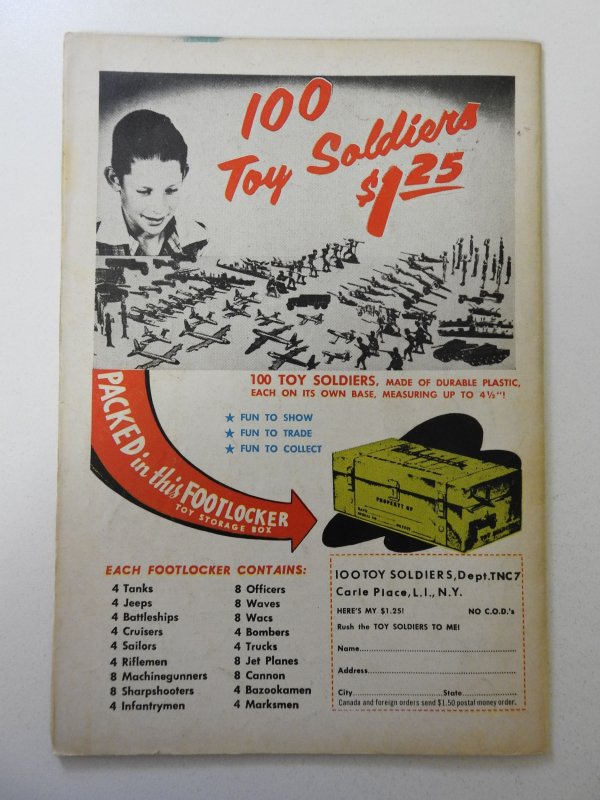 100
Toy Soldiers
$1 25
100 TOY SOLDIERS, MADE OF DURABLE PLASTIC,
EACH ON ITS OWN BASE, MEASURING UP TO 4½"!
★ FUN TO SHOW
★ FUN TO TRADE
★ FUN TO COLLECT
PACKED in this FOOTLOCKER
TOY STORAGE BOX
PROPERTY OF
EACH FOOTLOCKER CONTAINS:
4 Tanks
4 Jeeps
4 Battleships
4 Cruisers
4 Sailors
4 Riflemen
8 Machinegunners
8 Sharpshooters
4 Infantrymen
8 Officers
8 Waves
8 Wacs
4 Bombers
4 Trucks
8 Jet Planes
8 Cannon
4 Bazookamen
4 Marksmen
100 TOY SOLDIERS, Dept.TNC7
Carle Place, L.I., N.Y.
HERE'S MY $1.25! NO C.O.D.'s
Rush the TOY SOLDIERS TO ME!
Name
Address
City State
Canada and foreign orders send $1.50 postal money order.